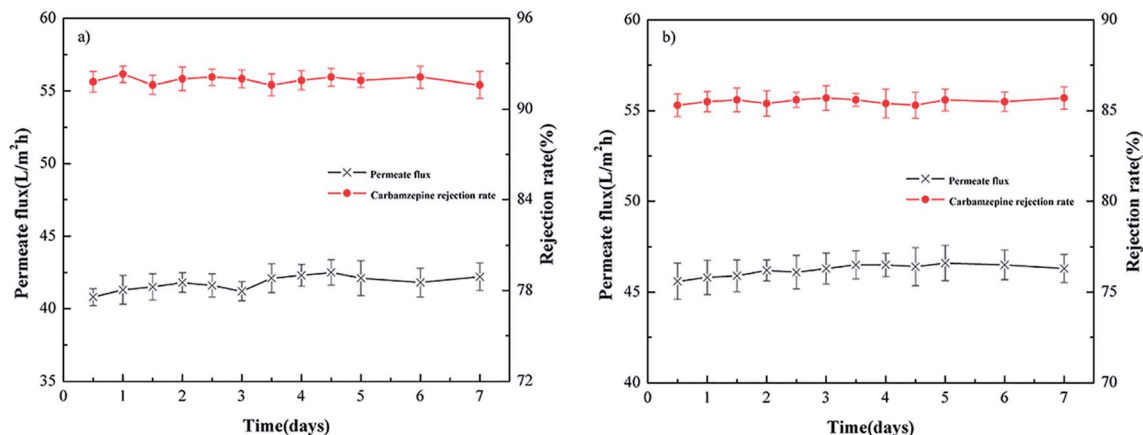 a)
Permeate flux(L/m²h)
60
55
50
45
40
35
96
90
84
78
72
Rejection rate(%)
Permeate flux
Carbamzepine rejection rate
0 1 2 3 4 5 6 7
Time(days)
b)
Permeate flux(L/m²h)
60
55
50
45
40
90
85
80
75
70
Rejection rate(%)
Permeate flux
Carbamzepine rejection rate
0 1 2 3 4 5 6 7
Time(days)